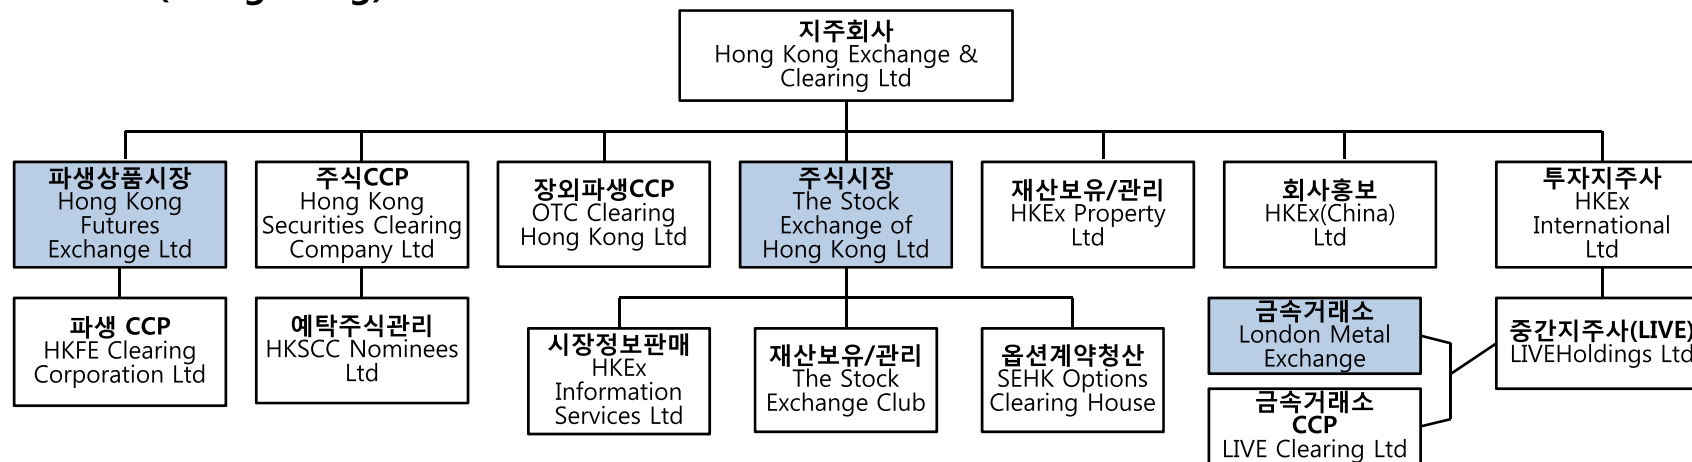 지주회사
Hong Kong Exchange &
Clearing Ltd
파생상품시장
Hong Kong
Futures
Exchange Ltd
주식CCP
Hong Kong
Securities Clearing
Company Ltd
장외파생CCP
OTC Clearing
Hong Kong Ltd
주식시장
The Stock
Exchange of
Hong Kong Ltd
재산보유/관리
HKEx Property
Ltd
회사홍보
HKEx(China)
Ltd
투자지주사
HKEx
International
Ltd
파생 CCP
HKFE Clearing
Corporation Ltd
예탁주식관리
HKSCC Nominees
Ltd
시장정보판매
HKEx
Information
Services Ltd
재산보유/관리
The Stock
Exchange Club
옵션계약청산
SEHK Options
Clearing House
금속거래소
London Metal
Exchange
금속거래소
CCP
LIVE Clearing Ltd
중간지주사(LIVE)
LIVEHoldings Ltd